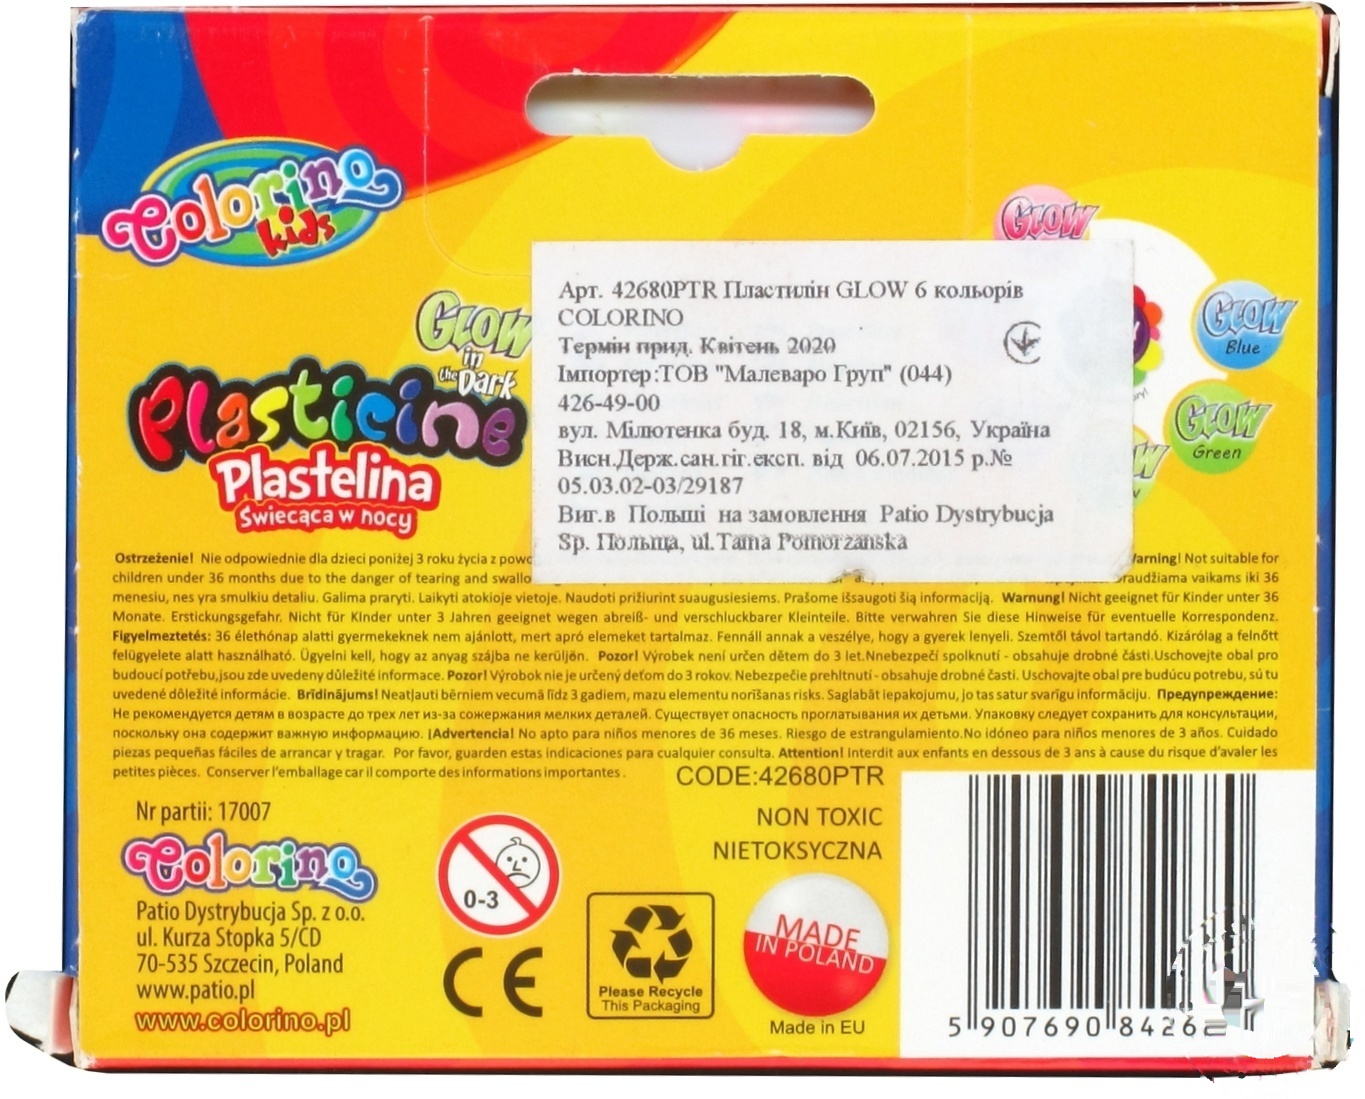 Colorino
kids
GLOW
Арт. 42680PTR Пластилін GLOW 6 кольорів
COLORINO
Термін прид. Квітень 2020
Імпортер:ТОВ "Малеваро Груп" (044)
426-49-00
вул. Мілютенка буд. 18, м.Київ, 02156, Україна
Висн.Держ.сан.гіг.експ. від 06.07.2015 р.№
05.03.02-03/29187
Виг.в Польщі на замовлення Patio Dystrybucja
Sp. Польща, ul.Tama Pomorzanska
GLOW
Blue
GLOW
Green
GLOW
in
the Dark
Plasticine
Plastelina
Świecąca w nocy
Ostrzeżenie! Nie odpowiednie dla dzieci poniżej 3 roku życia z Warning! Not suitable for
children under 36 months due to the danger of tearing and 36
menesiu, nes yra smulkiu detaliu. Galima praryti. Laikyti atokioje vietoje. Naudoti prižiurint suaugusiesiems. Prašome išsaugoti šią informaciją. Warnung! Nicht geeignet für Kinder unter 36
Monate. Erstickungsgefahr. Nicht für KInder unter 3 Jahren geeignet wegen abreiß- und verschluckbarer Kleinteile. Bitte verwahren Sie diese Hinweise für eventuelle Korrespondenz.
Figyelmeztetés: 36 élethónap alatti gyermekeknek nem ajánlott, mert apró elemeket tartalmaz. Fennáll annak a veszélye, hogy a gyerek lenyeli. Szemtől távol tartandó. Kizárólag a felnőtt
felügyelete alatt használható. Ügyelni kell, hogy az anyag szájba ne kerüljön. Pozor! Výrobek není určen dětem do 3 let.Nnebezpečí spolknutí - obsahuje drobné části.Uschovejte obal pro
budoucí potřebu,jsou zde uvedeny důležité informace. Pozor! Výrobok nie je určený deťom do 3 rokov. Nebezpečie prehltnutí - obsahuje drobné časti. Uschovajte obal pre budúcu potrebu, sú tu
uvedené dôležité informácie. Brīdinājums! Neatļauti bērniem vecumā līdz 3 gadiem, mazu elementu norīšanas risks. Saglabāt iepakojumu, jo tas satur svarīgu informāciju. Предупреждение:
Не рекомендуется детям в возрасте до трех лет из-за сожержания мелких деталей. Существует опасность проглатывания их детьми. Упаковку следует сохранить для консультации,
поскольку она содержит важную информацию. ¡Advertencia! No apto para niños menores de 36 meses. Riesgo de estrangulamiento.No idóneo para niños menores de 3 años. Cuidado
piezas pequeñas fáciles de arrancar y tragar. Por favor, guarden estas indicaciones para cualquier consulta. Attention! Interdit aux enfants en dessous de 3 ans à cause du risque d'avaler les
petites pièces. Conserver l'emballage car il comporte des informations importantes .
CODE:42680PTR
NON TOXIC
NIETOKSYCZNA
Nr partii: 17007
Colorino
Patio Dystrybucja Sp. z o.o.
ul. Kurza Stopka 5/CD
70-535 Szczecin, Poland
www.patio.pl
www.colorino.pl
0-3
CE
Please Recycle
This Packaging
MADE
IN POLAND
Made in EU
5 907690 8426